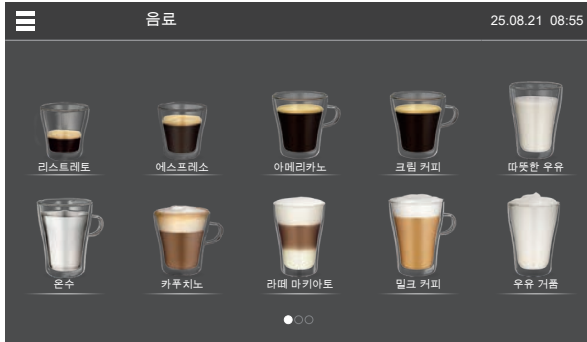 음료
25.08.21 08:55
리스트레토
에스프레소
아메리카노
크림 커피
따뜻한 우유
온수
카푸치노
라떼 마키아토
밀크 커피
우유 거품